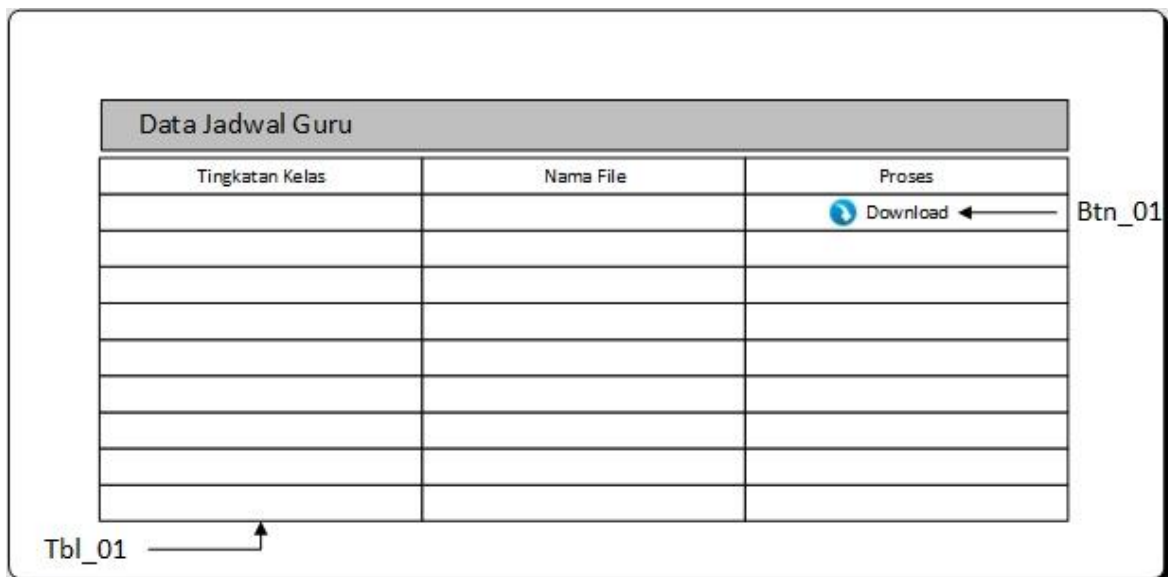 Data Jadwal Guru
Tingkatan Kelas Nama File Proses
Download Btn_01
Tbl_01